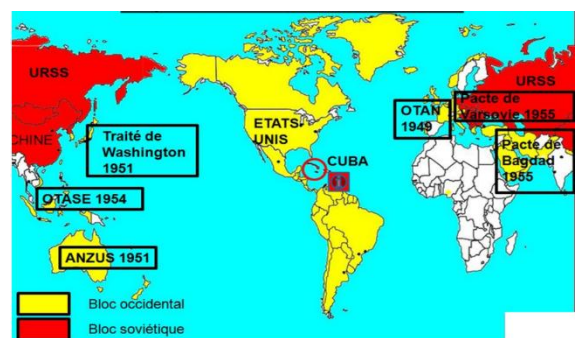 URSS
CHINE
Traité de
Washington
1951
OTASE 1954
ANZUS 1951
ETATS-
UNIS
CUBA
OTAN
1949
URSS
Pacte de
Varsovie 1955
Pacte de
Bagdad
1955
Bloc occidental
Bloc soviétique